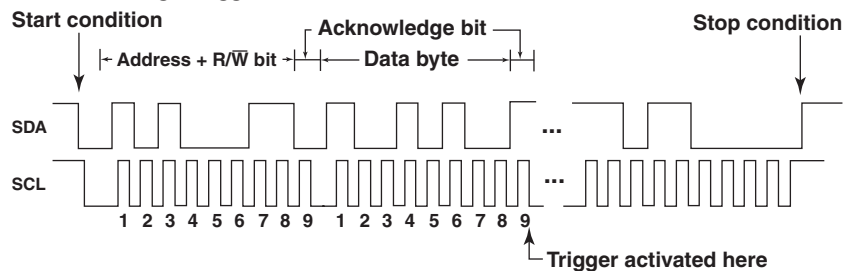 Start condition
Acknowledge bit
Stop condition
Address + R/W̅ bit
Data byte
SDA
...
SCL
...
1 2 3 4 5 6 7 8 9 1 2 3 4 5 6 7 8 9
Trigger activated here